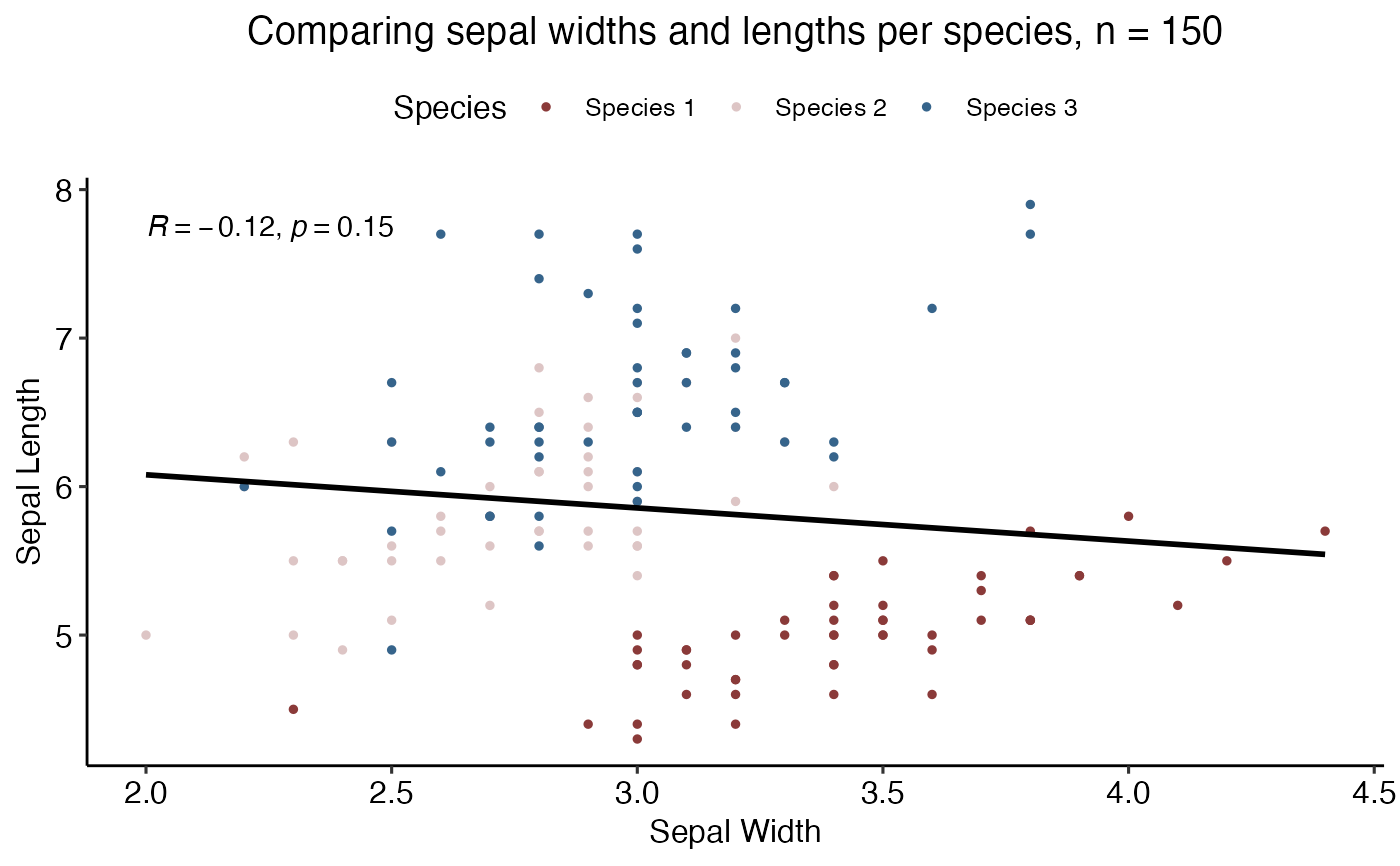 Comparing sepal widths and lengths per species, n = 150
Species Species 1 Species 2 Species 3
8
R = −0.12, p = 0.15
7
6
5
Sepal Length
2.0 2.5 3.0 3.5 4.0 4.5
Sepal Width